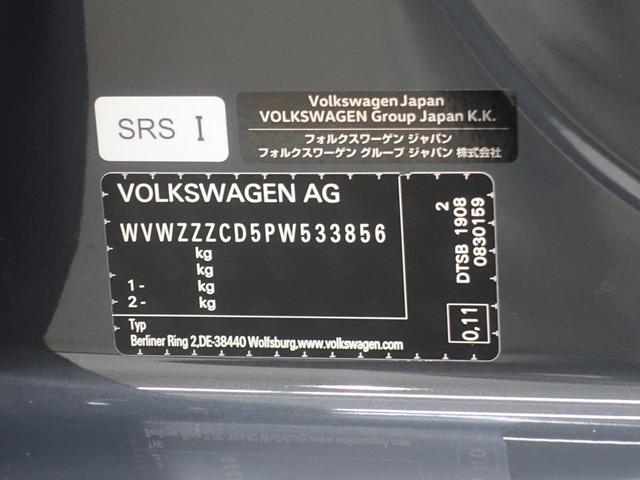 SRS I
Volkswagen Japan
VOLKSWAGEN Group Japan K.K.
フォルクスワーゲン ジャパン
フォルクスワーゲン グループ ジャパン 株式会社
VOLKSWAGEN AG
WVWZZZCD5PW533856
kg
kg
1- kg
2- kg
Typ
Berliner Ring 2,DE-38440 Wolfsburg,www.volkswagen.com
2
DTSB 1908
0830159
0,11